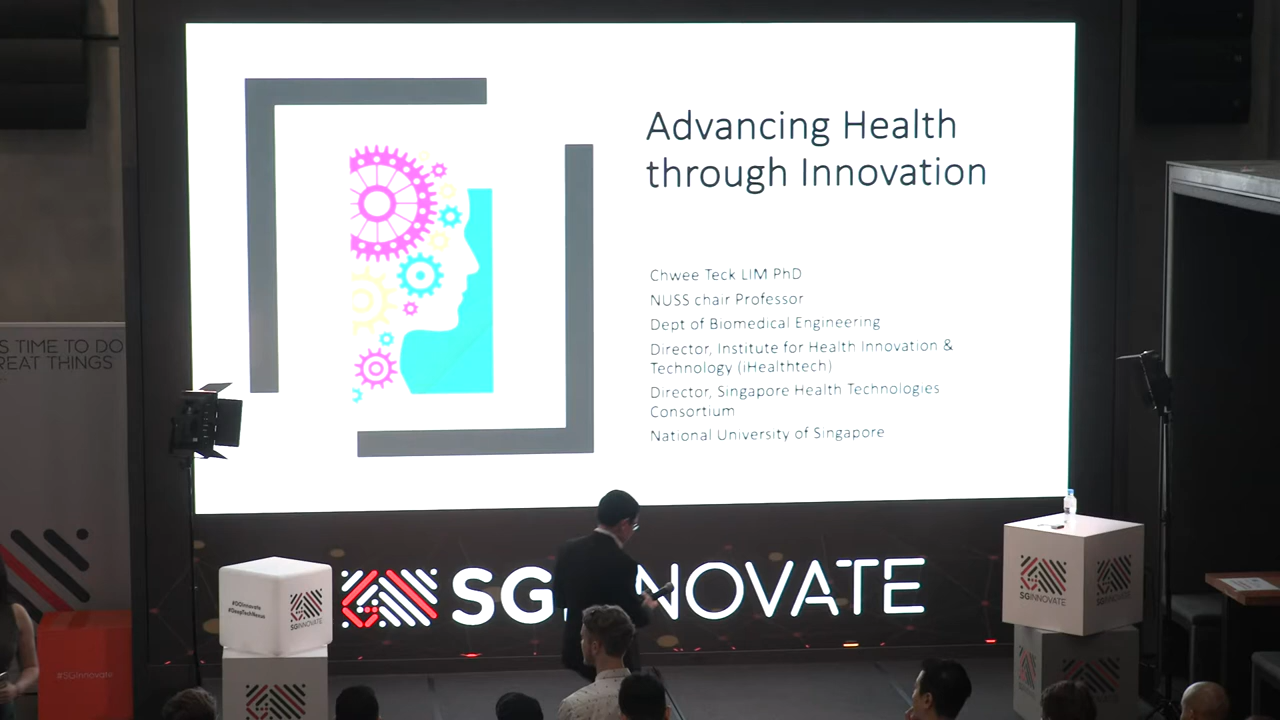 Advancing Health
through Innovation
Chwee Teck LIM PhD
NUSS chair Professor
Dept of Biomedical Engineering
Director, Institute for Health Innovation &
Technology (iHealthtech)
Director, Singapore Health Technologies
Consortium
National University of Singapore
S TIME TO DO
REAT THINGS
NOVATE
SG
#SGInnovate
SGINNOVATE
SGINNOVATE
#SGInnovate